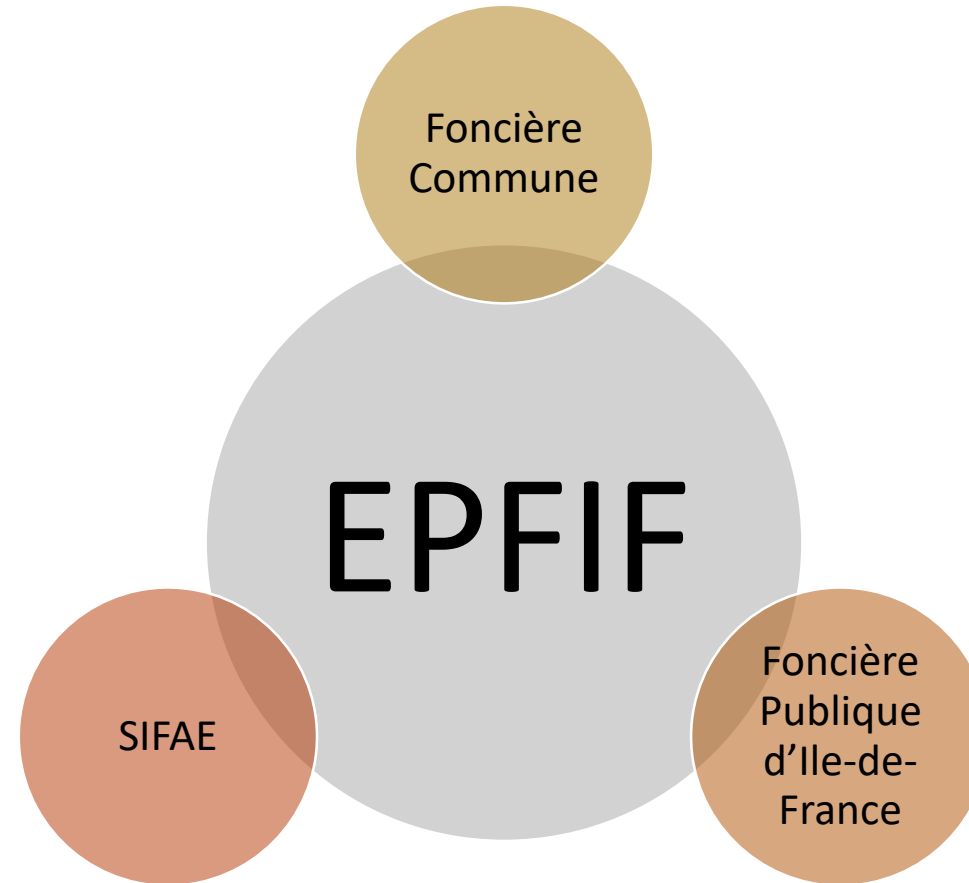 Foncière
Commune
EPFIF
SIFAE
Foncière
Publique
d’Ile-de-
France